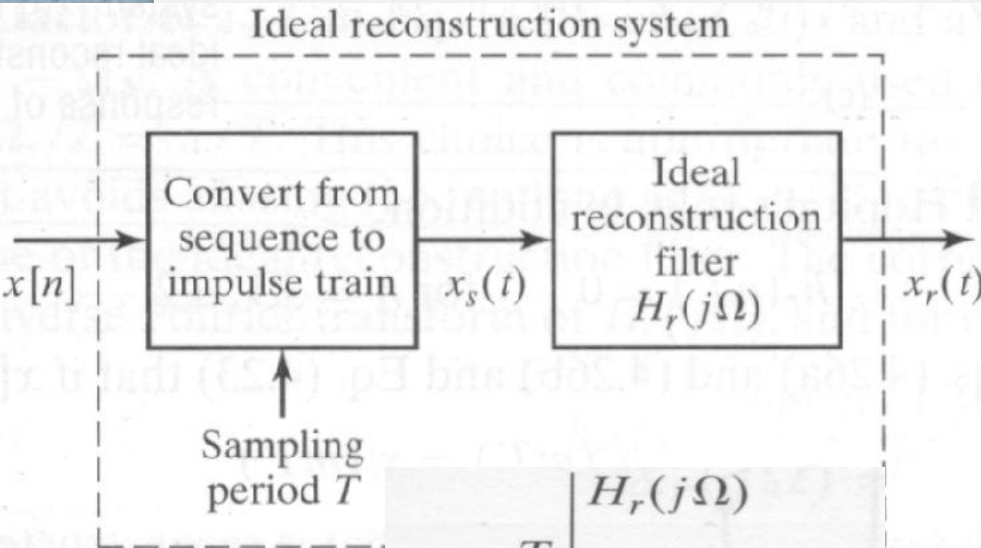 Ideal reconstruction system
Convert from
sequence to
impulse train
Ideal
reconstruction
filter
H_r(jΩ)
x[n]
x_s(t)
x_r(t)
Sampling
period T
H_r(jΩ)
T